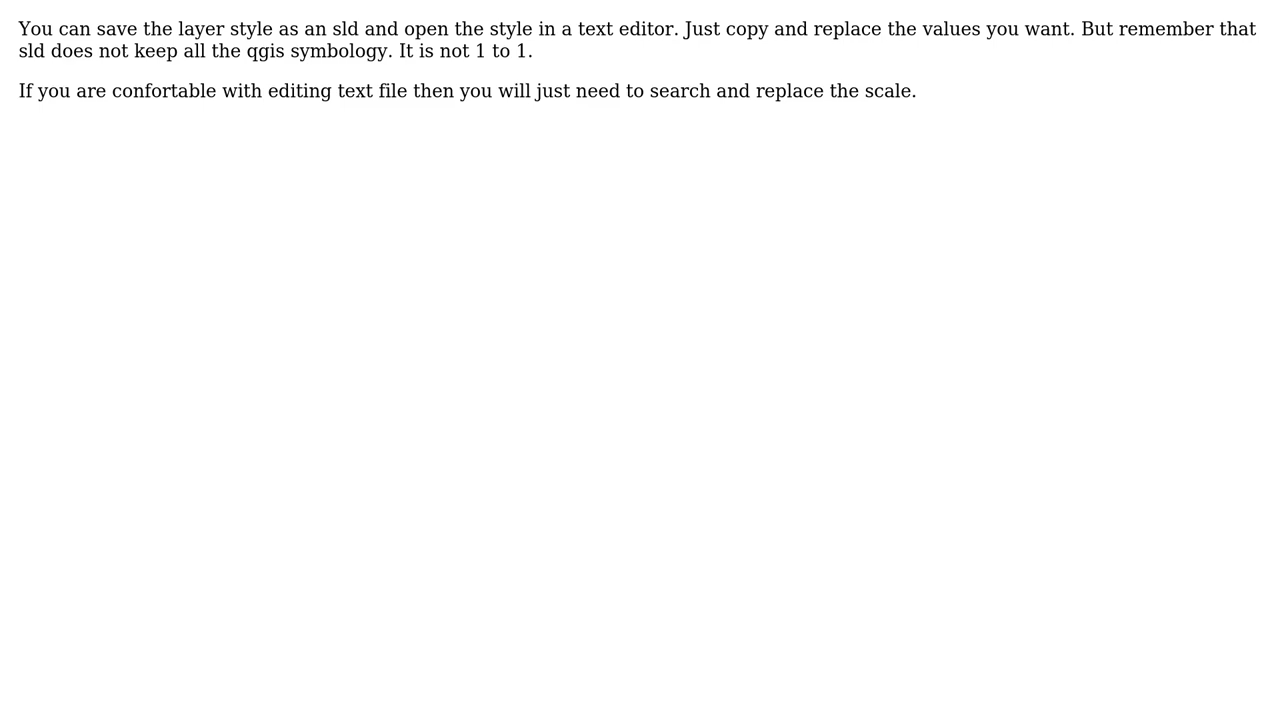 You can save the layer style as an sld and open the style in a text editor. Just copy and replace the values you want. But remember that
sld does not keep all the qgis symbology. It is not 1 to 1.
If you are confortable with editing text file then you will just need to search and replace the scale.